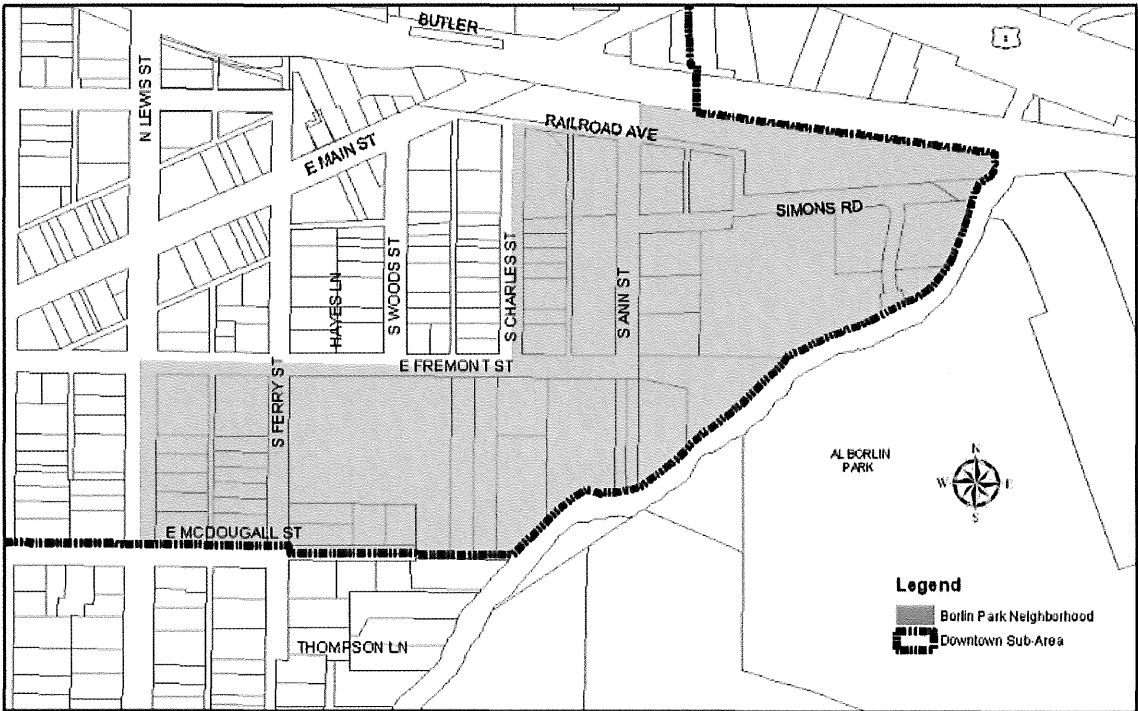 BUTLER
1
N LEWIS ST
E MAIN ST
RAILROAD AVE
SIMONS RD
HAYES LN
S WOODS ST
S CHARLES ST
S ANN ST
E FREMONT ST
S FERRY ST
AL BORLIN
PARK
N
W
E
S
E MCDOUGALL ST
THOMPSON LN
Legend
Borlin Park Neighborhood
Downtown Sub-Area